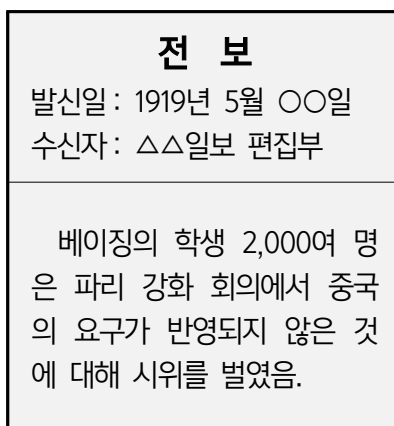 전 보
발신일 : 1919년 5월 ○○일
수신자 : △△일보 편집부
베이징의 학생 2,000여 명
은 파리 강화 회의에서 중국
의 요구가 반영되지 않은 것
에 대해 시위를 벌였음.